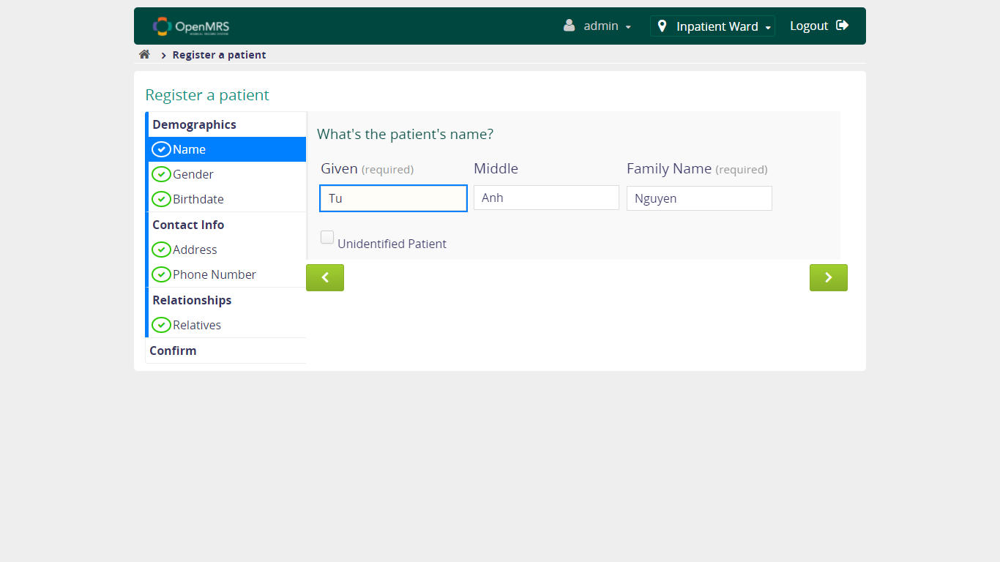 OpenMRS
admin
Inpatient Ward
Logout
Register a patient
Register a patient
Demographics
Name
Gender
Birthdate
Contact Info
Address
Phone Number
Relationships
Relatives
Confirm
What's the patient's name?
Given (required) Middle Family Name (required)
Tu Anh Nguyen
Unidentified Patient